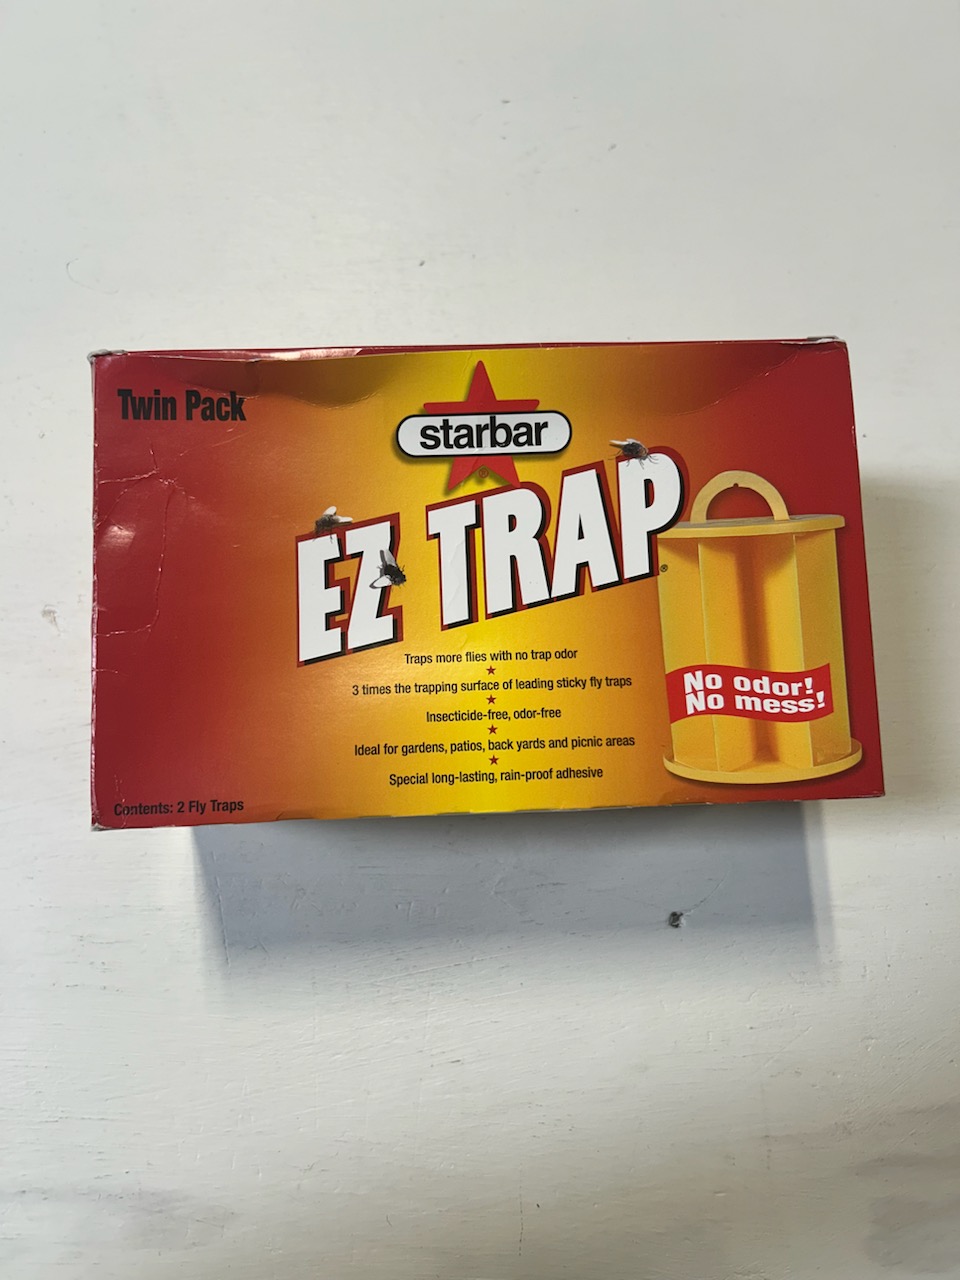 Twin Pack
starbar
®
EZ TRAP®
Traps more flies with no trap odor
3 times the trapping surface of leading sticky fly traps
Insecticide-free, odor-free
Ideal for gardens, patios, back yards and picnic areas
Special long-lasting, rain-proof adhesive
No odor!
No mess!
Contents: 2 Fly Traps